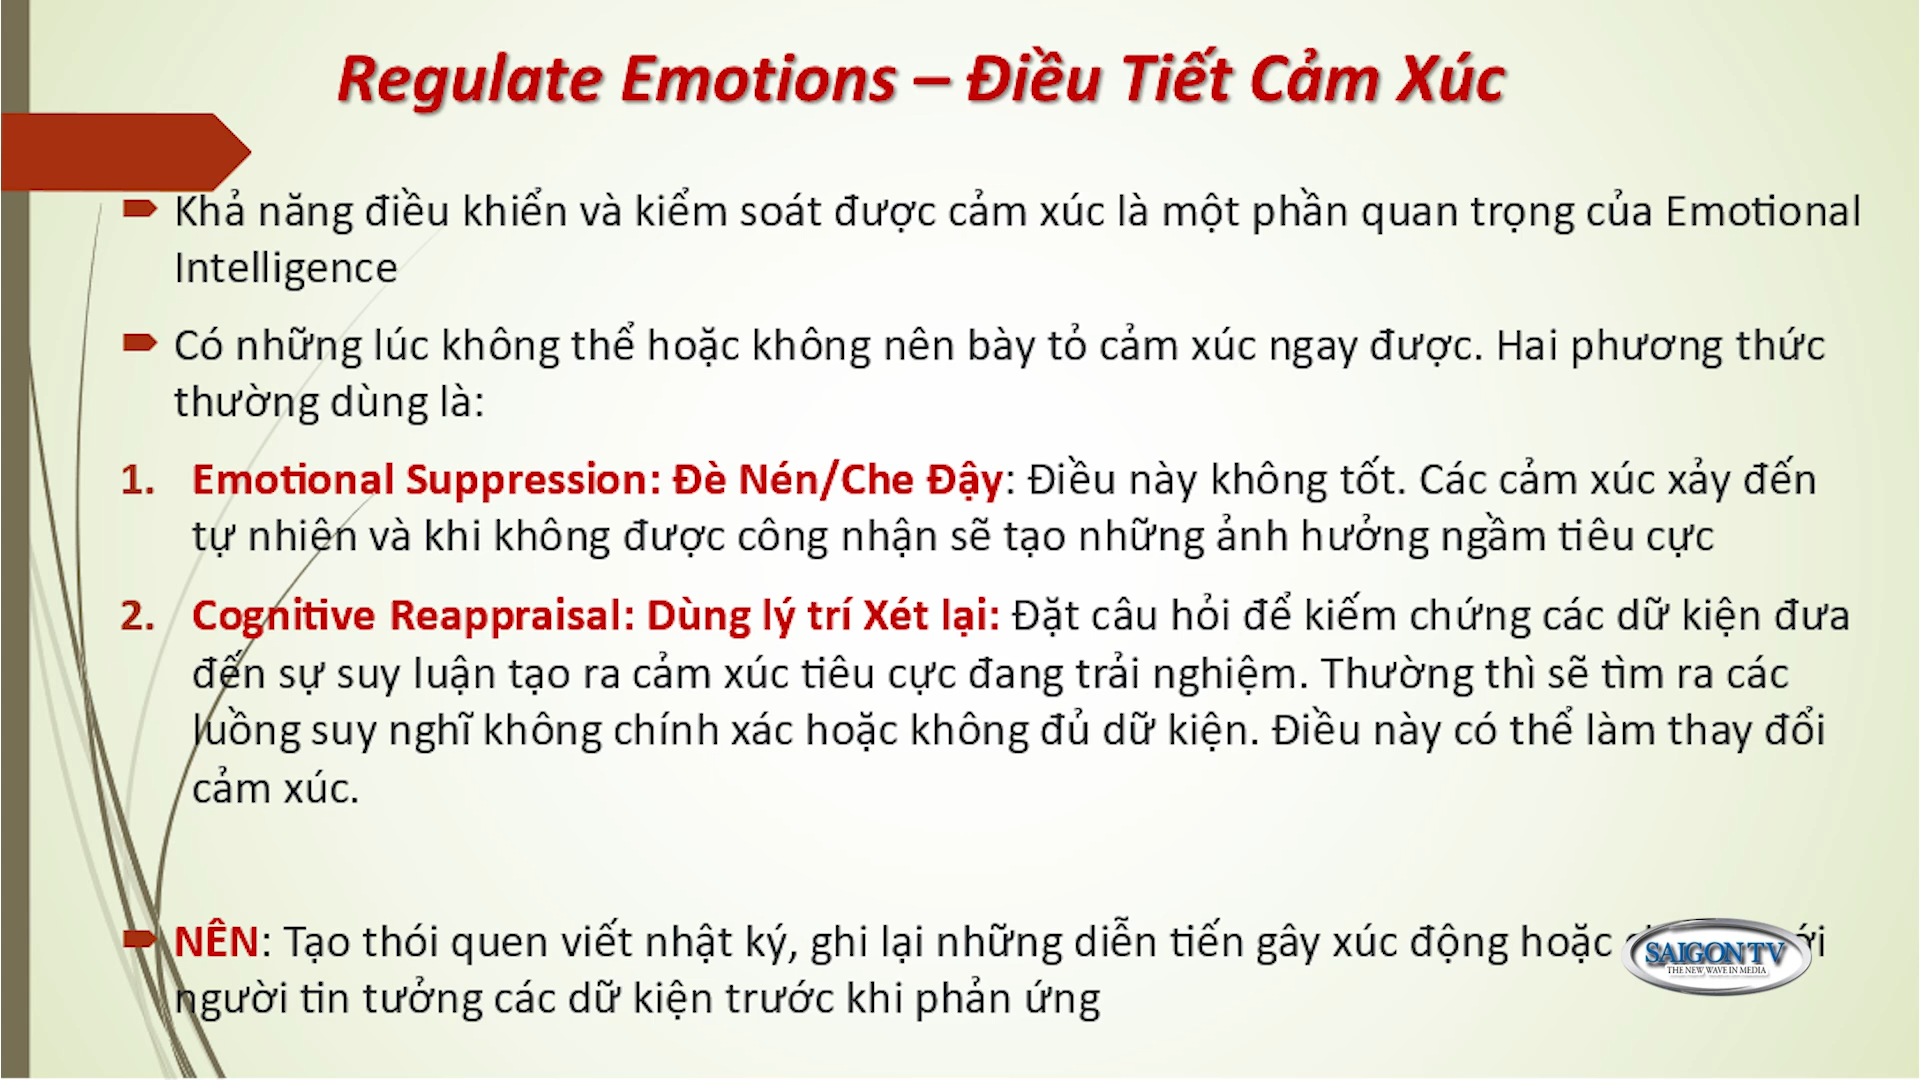 Regulate Emotions – Điều Tiết Cảm Xúc
Khả năng điều khiển và kiểm soát được cảm xúc là một phần quan trọng của Emotional
Intelligence
Có những lúc không thể hoặc không nên bày tỏ cảm xúc ngay được. Hai phương thức
thường dùng là:
1. Emotional Suppression: Đè Nén/Che Đậy: Điều này không tốt. Các cảm xúc xảy đến
tự nhiên và khi không được công nhận sẽ tạo những ảnh hưởng ngầm tiêu cực
2. Cognitive Reappraisal: Dùng lý trí Xét lại: Đặt câu hỏi để kiếm chứng các dữ kiện đưa
đến sự suy luận tạo ra cảm xúc tiêu cực đang trải nghiệm. Thường thì sẽ tìm ra các
luồng suy nghĩ không chính xác hoặc không đủ dữ kiện. Điều này có thể làm thay đổi
cảm xúc.
NÊN: Tạo thói quen viết nhật ký, ghi lại những diễn tiến gây xúc động hoặc
người tin tưởng các dữ kiện trước khi phản ứng
SAIGON TV
THE NEW WAVE IN MEDIA